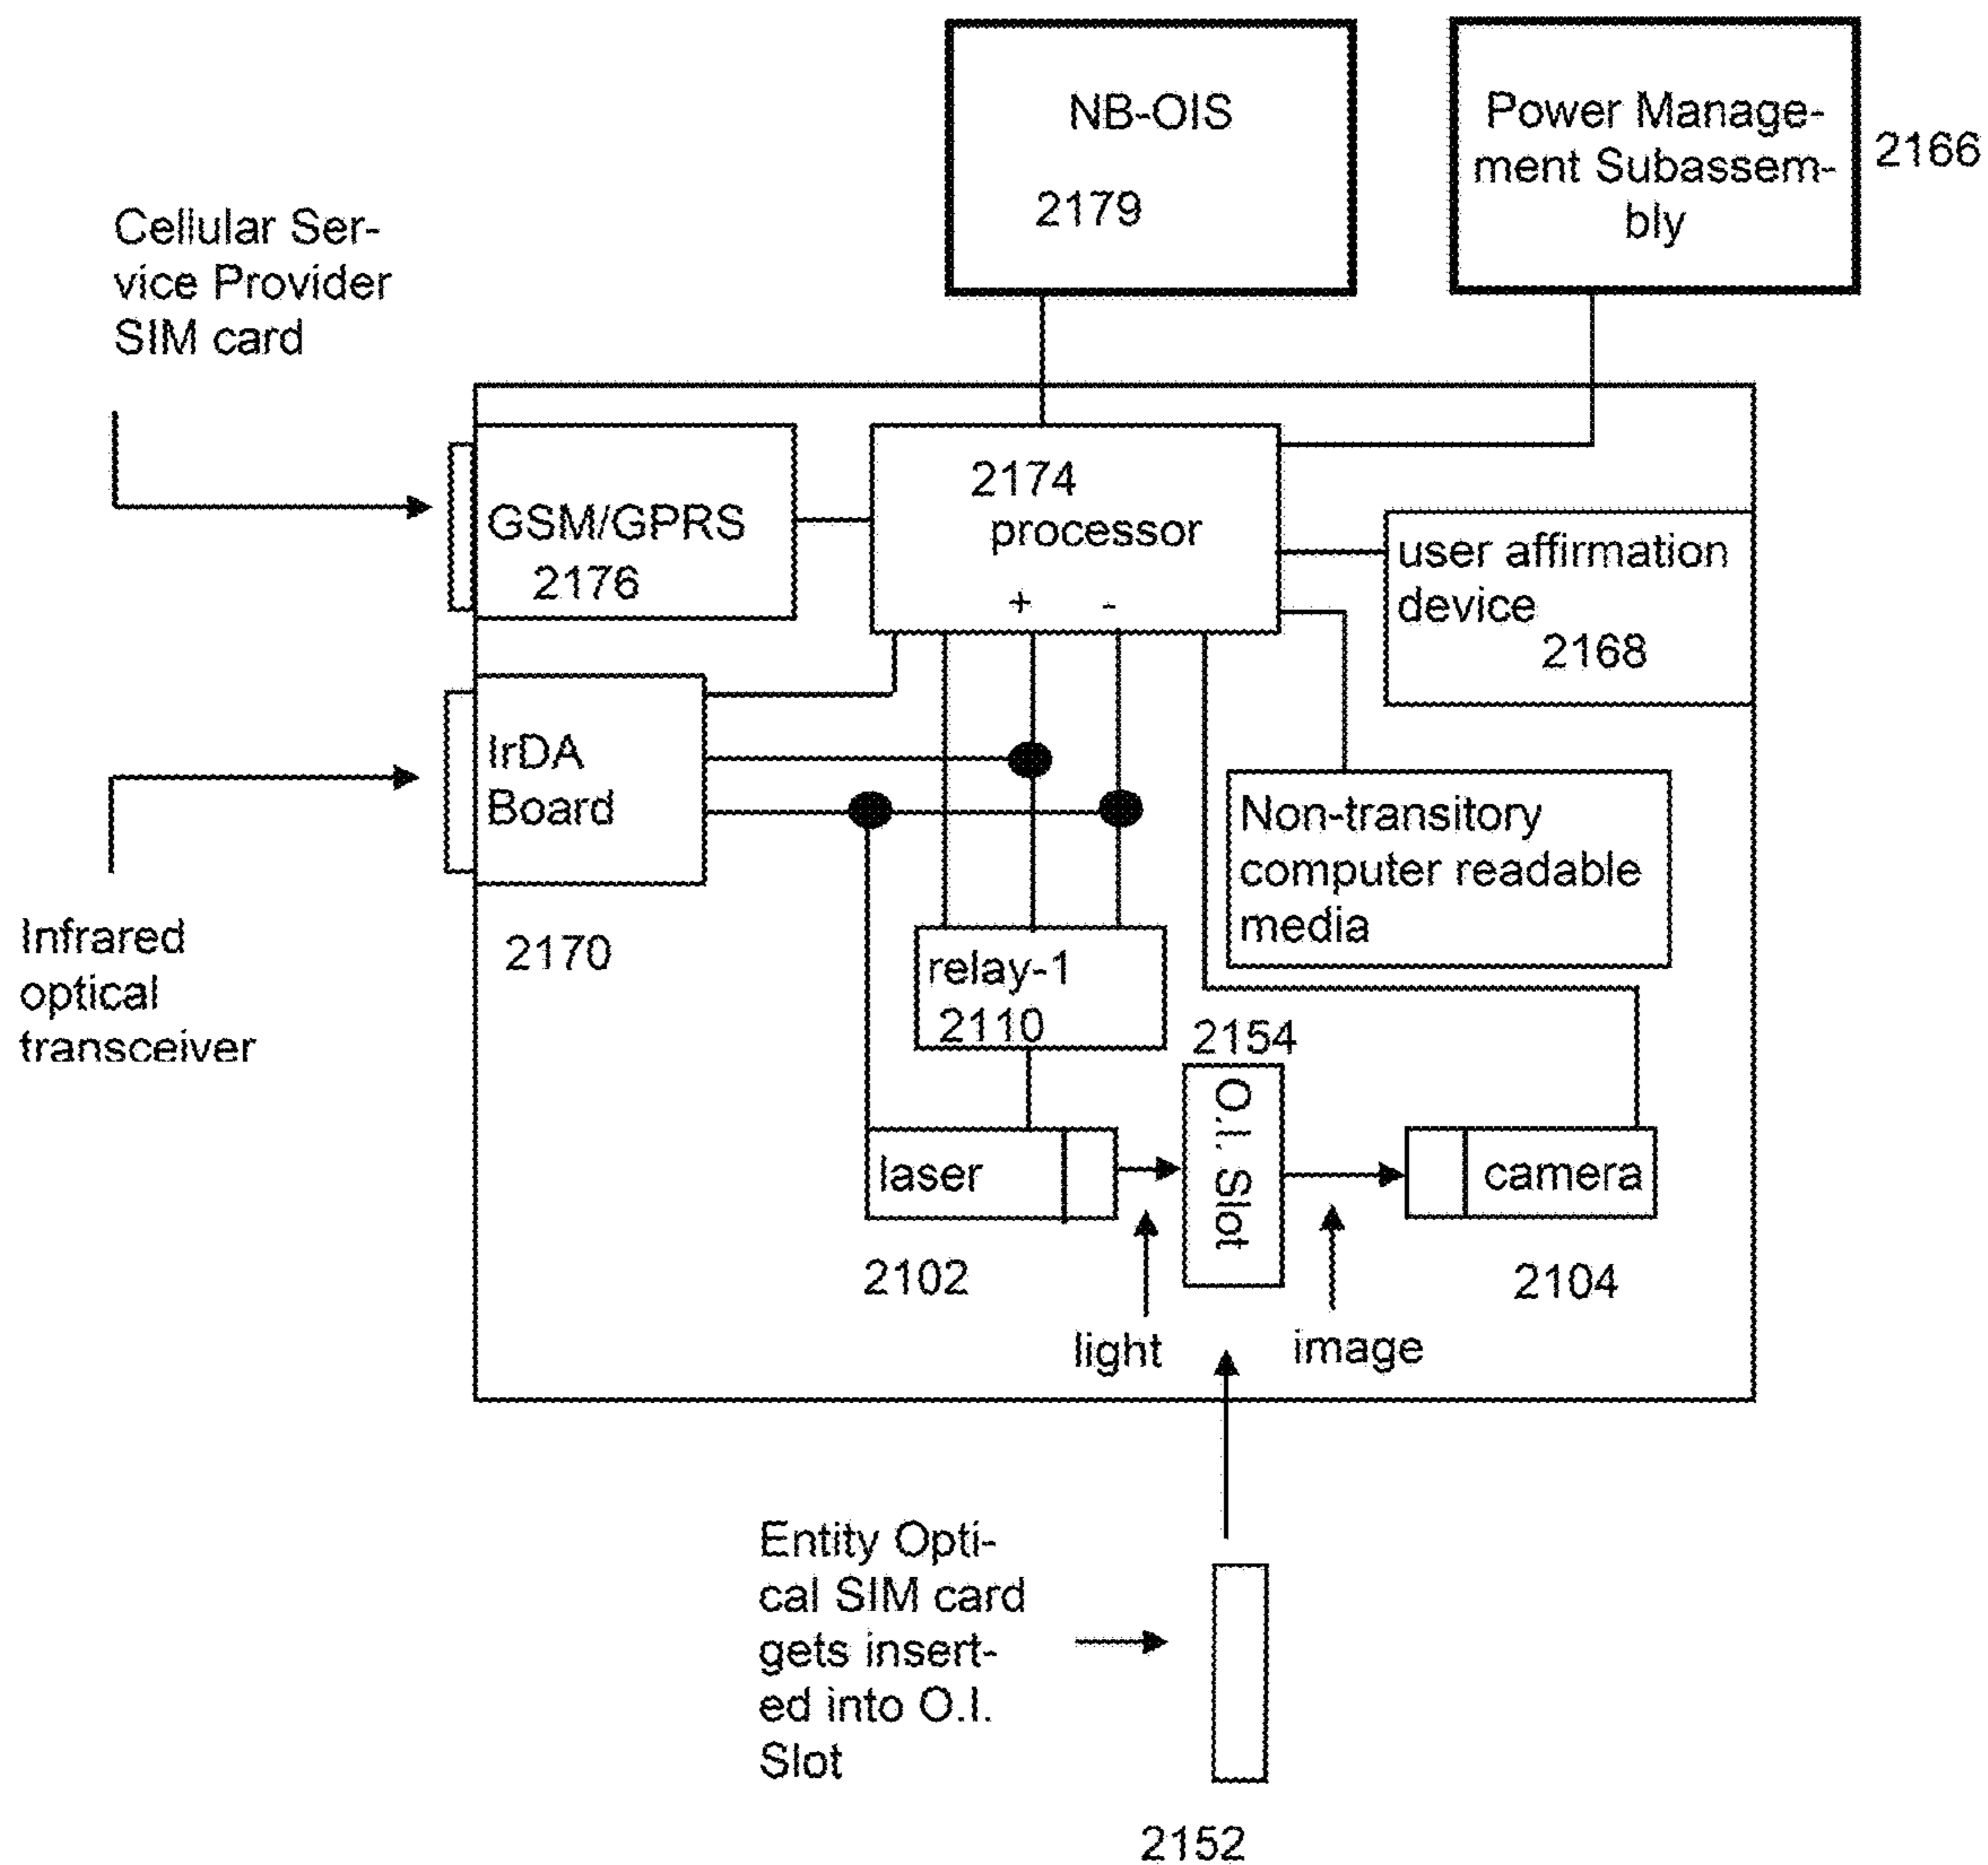 NB-OIS
2179
Power Manage-
ment Subassem-
bly
2166
Cellular Ser-
vice Provider
SIM card
GSM/GPRS
2176
2174
processor
+ -
user affirmation
device
2168
IrDA
Board
2170
Infrared
optical
transceiver
Non-transitory
computer readable
media
relay-1
2110
2154
O.I. Slot
laser
2102
camera
2104
light
image
Entity Opti-
cal SIM card
gets insert-
ed into O.I.
Slot
2152